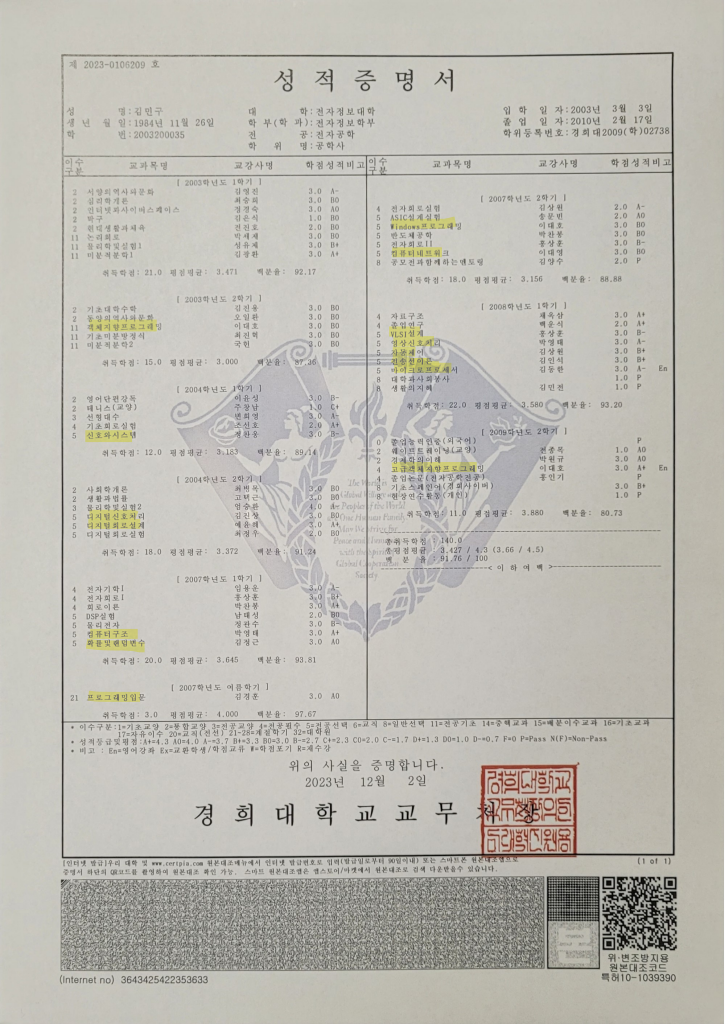 제 2023-0106209 호
성 적 증 명 서
성 명:김민구
생 년 월 일:1984년 11월 26일
학 번:2003200035
대 학:전자정보대학
학 부(학 과):전자정보학부
전 공:전자공학
학 위 명:공학사
입 학 일 자:2003년 3월 3일
졸 업 일 자:2010년 2월 17일
학위등록번호:경희대2009(학)02738
이수구분 교과목명 교강사명 학점성적비고
[ 2003학년도 1학기 ]
2 서양의역사와문화 김영진 3.0 A-
2 심리학개론 최승원 3.0 B0
2 인터넷과사이버스페이스 정경숙 3.0 A0
2 탁구 김운식 1.0 B0
2 현대생활과체육 전진호 2.0 B0
11 논리회로 박세제 3.0 B0
11 물리학및실험1 성유제 3.0 B+
11 미분적분학1 김광환 3.0 A+
취득학점: 21.0 평점평균: 3.471 백분율: 92.17
[ 2003학년도 2학기 ]
2 기초대학수학 김진홍 3.0 B0
2 동양의역사와문화 오일환 3.0 B0
11 객체지향프로그래밍 이대호 3.0 B0
11 기초미분방정식 최진혁 3.0 B0
11 미분적분학2 국헌 3.0 B0
취득학점: 15.0 평점평균: 3.000 백분율: 87.36
[ 2004학년도 1학기 ]
2 영어단편강독 이윤성 3.0 B-
2 테니스(교양) 주창남 1.0 C+
3 선형대수 변희영 3.0 A-
4 기초회로실험 조신호 2.0 A+
5 신호와시스템 정찬웅 3.0 B-
취득학점: 12.0 평점평균: 3.183 백분율: 89.14
[ 2004학년도 2학기 ]
2 사회학개론 3.0 B0
2 생활과법률 고덕근 3.0 B0
3 물리학및실험2 엄승환 4.0 A-
5 디지털신호처리 김진상 3.0 B0
5 디지털회로설계 예윤해 3.0 A+
5 디지털회로실험 최정우 2.0 B0
취득학점: 18.0 평점평균: 3.372 백분율: 91.24
[ 2007학년도 1학기 ]
4 전자기학I 임용운 3.0 A-
4 전자회로I 홍상훈 3.0 B+
4 회로이론 박찬봉 3.0 A+
5 DSP실험 남태성 2.0 B0
5 물리전자 정관수 3.0 B-
5 컴퓨터구조 박영태 3.0 A+
5 확률및랜덤변수 김정근 3.0 A0
취득학점: 20.0 평점평균: 3.645 백분율: 93.81
[ 2007학년도 여름학기 ]
21 프로그래밍입문 김경훈 3.0 A0
취득학점: 3.0 평점평균: 4.000 백분율: 97.67
이수구분 교과목명 교강사명 학점성적비고
[ 2007학년도 2학기 ]
4 전자회로실험 김상원 2.0 A-
5 ASIC설계실험 송문빈 2.0 A0
5 Windows프로그래밍 이대호 3.0 B0
5 반도체공학 박찬봉 3.0 B0
5 전자회로II 홍상훈 3.0 B-
5 컴퓨터네트워크 이대영 3.0 B0
8 공모전과함께하는멘토링 김양수 2.0 P
취득학점: 18.0 평점평균: 3.156 백분율: 88.88
[ 2008학년도 1학기 ]
4 자료구조 채옥삼 3.0 A+
4 졸업연구 백운식 2.0 A+
5 VLSI설계 홍상훈 3.0 B-
5 영상신호처리 박영태 3.0 A-
5 자동제어 김상원 3.0 B+
5 전송선이론 김인석 3.0 B+
5 마이크로프로세서 김동한 3.0 A- En
8 대학과사회봉사 1.0 P
8 생활의지혜 김민전 1.0 P
취득학점: 22.0 평점평균: 3.580 백분율: 93.20
[ 2009학년도 2학기 ]
0 졸업능력인증(외국어) P
2 웨이트트레이닝(교양) 전종목 1.0 A0
2 경제학의이해 박원규 3.0 A0
4 고급객체지향프로그래밍 이대호 3.0 A+ En
4 졸업논문(전자공학전공) 홍인기 P
8 기초스페인어(경희사이버) 3.0 B+
8 현장연수활동(개인) 1.0 P
취득학점: 11.0 평점평균: 3.880 백분율: 80.73
총취득학점 : 140.0
총평점평균 : 3.427 / 4.3 (3.66 / 4.5)
백 분 율 : 91.76 / 100
<이 하 여 백>
* 이수구분:1=기초교양 2=통합교양 3=전공교양 4=전공필수 5=전공선택 6=교직 8=일반선택 11=전공기초 14=중핵교과 15=배분이수교과 16=기초교과
17=자유이수 20=교직(전선) 21-28=계절학기 32=대학원
* 성적등급및평점:A+=4.3 A0=4.0 A-=3.7 B+=3.3 B0=3.0 B-=2.7 C+=2.3 C0=2.0 C-=1.7 D+=1.3 D0=1.0 D-=0.7 F=0 P=Pass N(F)=Non-Pass
* 비고 : En=영어강좌 Ex=교환학생/학점교류 W=학점포기 R=재수강
위의 사실을 증명합니다.
2023년 12월 2일
경 희 대 학 교 교 무 처 장
[인터넷 발급]우리 대학 및 www.certpia.com 원본대조메뉴에서 인터넷 발급번호로 입력(발급일로부터 90일이내) 또는 스마트폰 원본대조앱으로
증명서 하단의 QR코드를 촬영하여 원본대조 확인 가능. 스마트 원본대조앱은 앱스토어/마켓에서 원본대조로 검색 다운받을수 있습니다.
(1 of 1)
위·변조방지용
원본대조코드
특허10-1039390
(Internet no) 3643425422353633